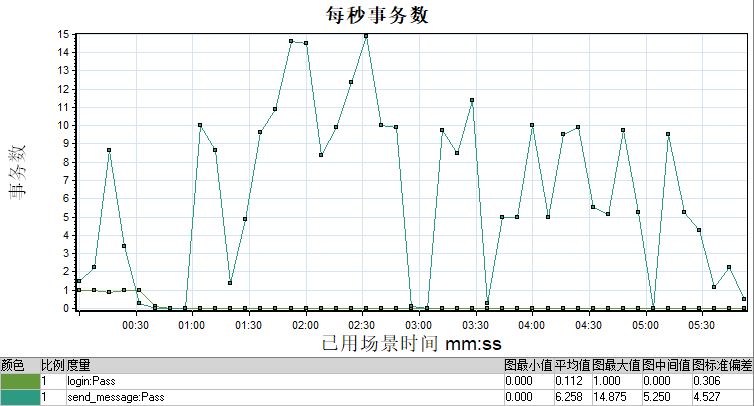 每秒事务数
15
14
13
12
11
10
9
8
7
6
5
4
3
2
1
0
事务数
00:30 01:00 01:30 02:00 02:30 03:00 03:30 04:00 04:30 05:00 05:30
已用场景时间 mm:ss
颜色 比例 度量 图最小值 平均值 图最大值 图中间值 图标准偏差
1 login:Pass 0.000 0.112 1.000 0.000 0.306
1 send_message:Pass 0.000 6.258 14.875 5.250 4.527